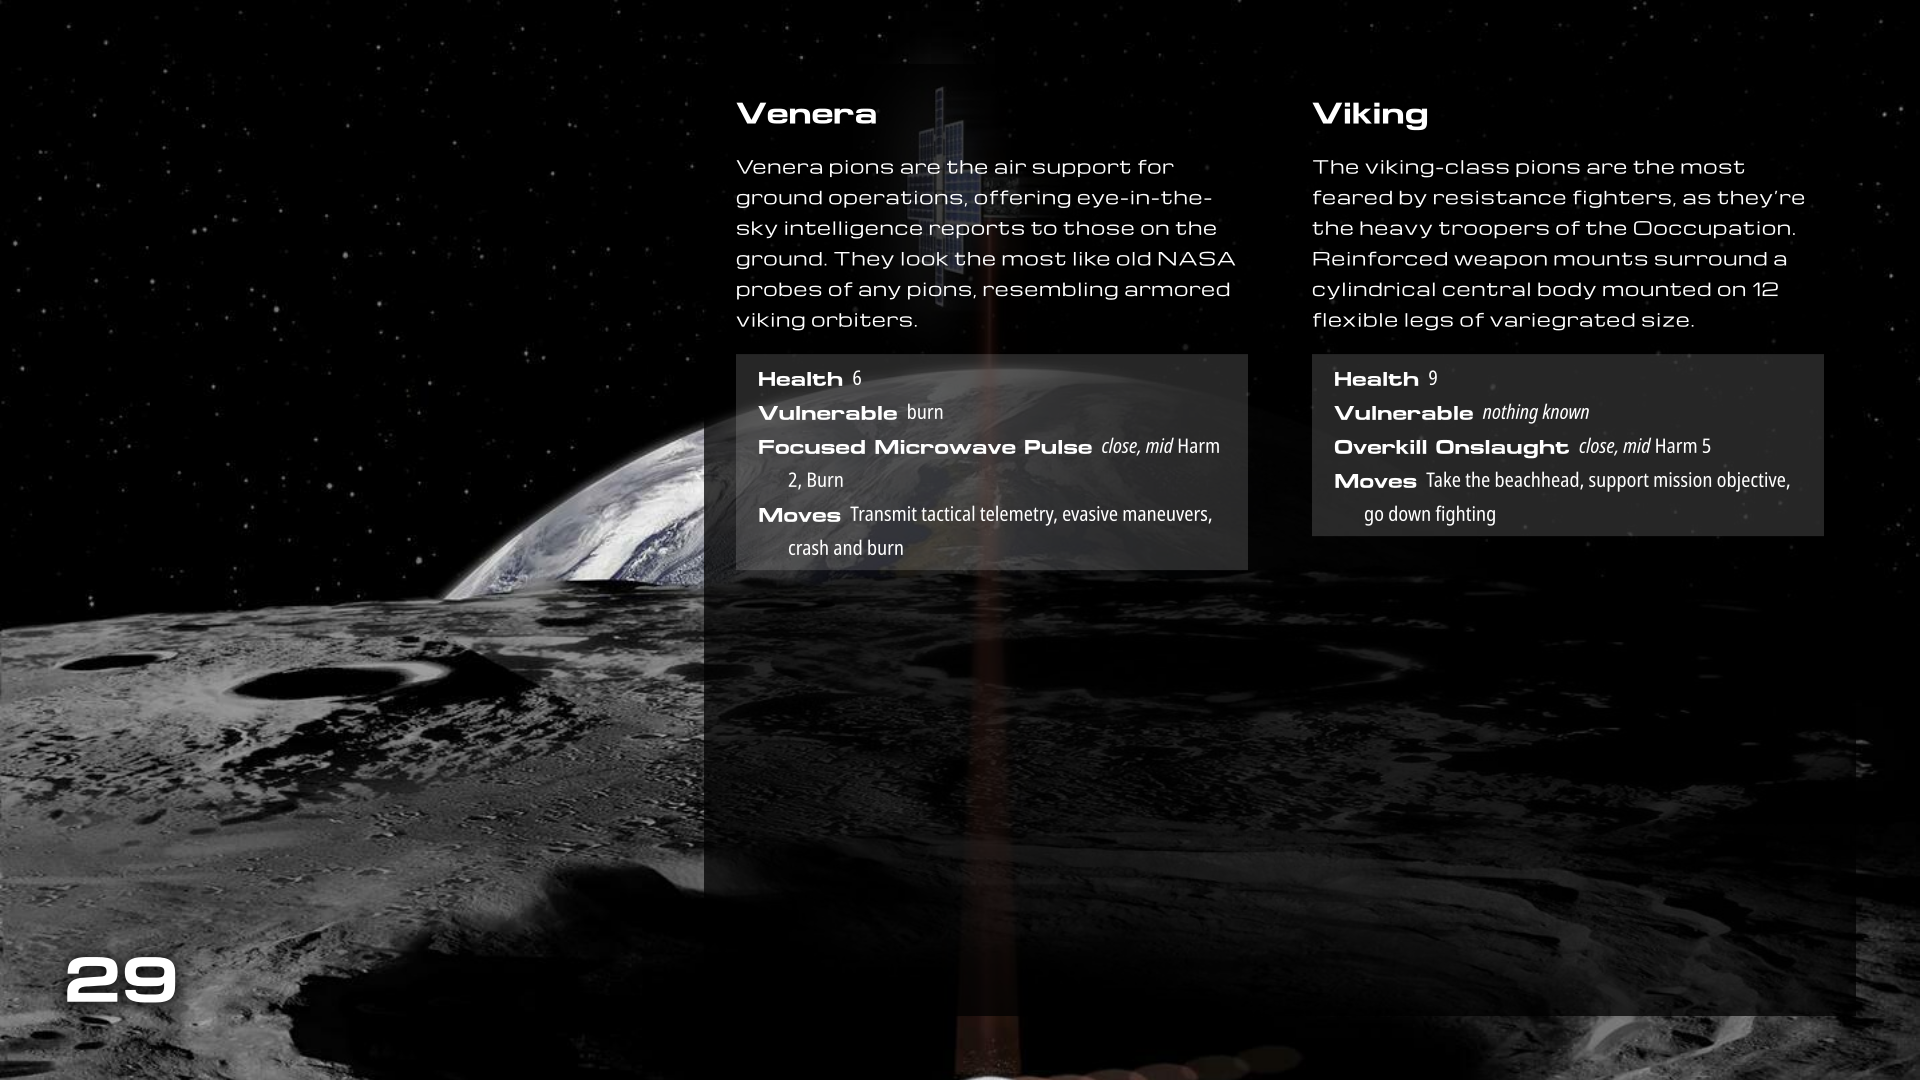 Venera
Venera pions are the air support for
ground operations, offering eye-in-the-
sky intelligence reports to those on the
ground. They look the most like old NASA
probes of any pions, resembling armored
viking orbiters.
Health 6
Vulnerable burn
Focused Microwave Pulse close, mid Harm
2, Burn
Moves Transmit tactical telemetry, evasive maneuvers,
crash and burn
Viking
The viking-class pions are the most
feared by resistance fighters, as they’re
the heavy troopers of the Ooccupation.
Reinforced weapon mounts surround a
cylindrical central body mounted on 12
flexible legs of variegrated size.
Health 9
Vulnerable nothing known
Overkill Onslaught close, mid Harm 5
Moves Take the beachhead, support mission objective,
go down fighting
29